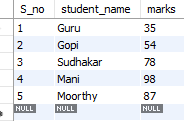 S_no student_name marks
1 Guru 35
2 Gopi 54
3 Sudhakar 78
4 Mani 98
5 Moorthy 87
NULL NULL NULL